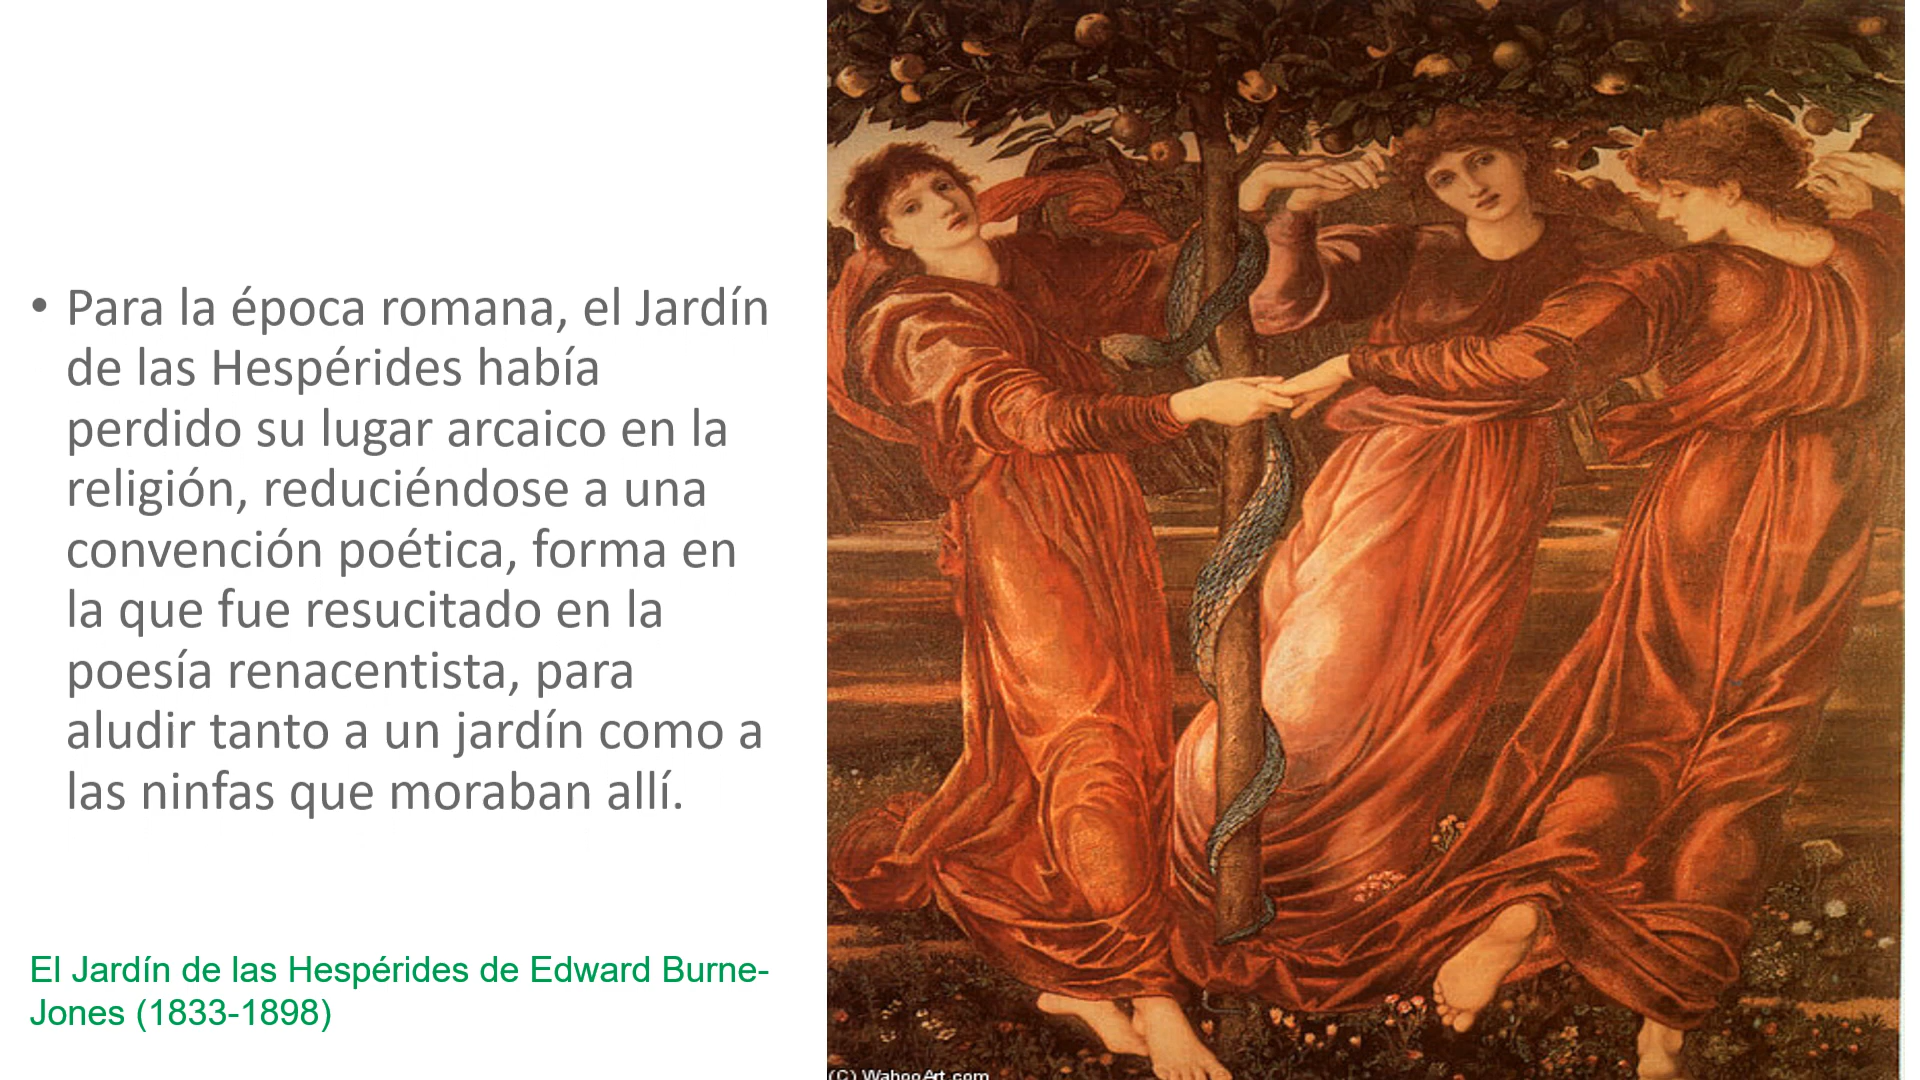 • Para la época romana, el Jardín
de las Hespérides había
perdido su lugar arcaico en la
religión, reduciéndose a una
convención poética, forma en
la que fue resucitado en la
poesía renacentista, para
aludir tanto a un jardín como a
las ninfas que moraban allí.
El Jardín de las Hespérides de Edward Burne-
Jones (1833-1898)
(C) WahooArt.com